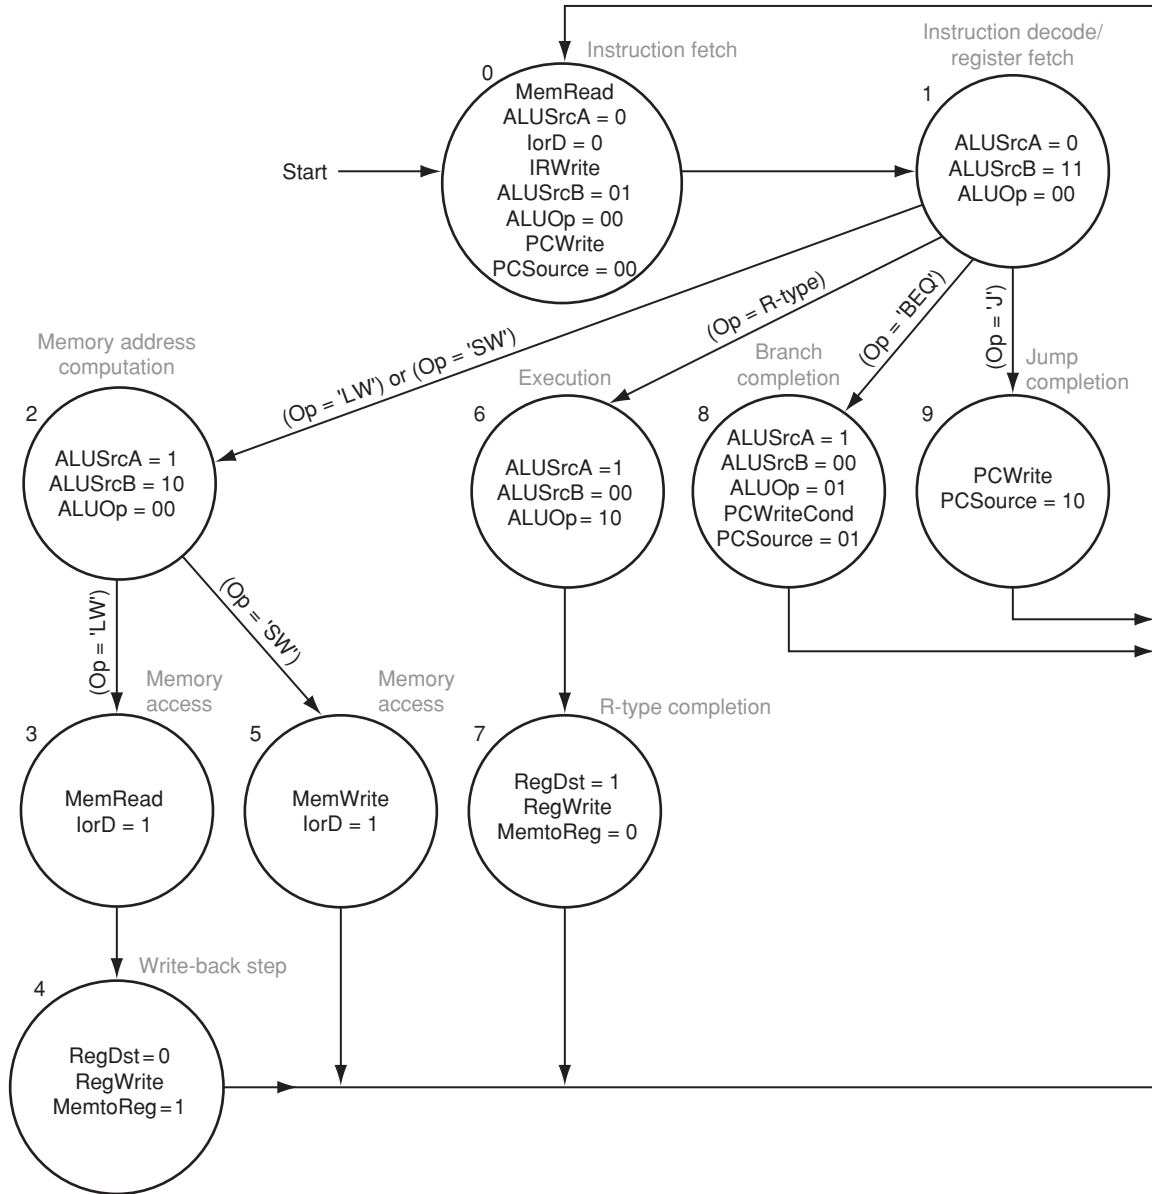 Instruction fetch
0
MemRead
ALUSrcA = 0
IorD = 0
IRWrite
ALUSrcB = 01
ALUOp = 00
PCWrite
PCSource = 00
Start
Instruction decode/
register fetch
1
ALUSrcA = 0
ALUSrcB = 11
ALUOp = 00
(Op = 'LW') or (Op = 'SW')
(Op = R-type)
(Op = 'BEQ')
(Op = 'J')
Memory address
computation
2
ALUSrcA = 1
ALUSrcB = 10
ALUOp = 00
Execution
6
ALUSrcA =1
ALUSrcB = 00
ALUOp= 10
Branch
completion
8
ALUSrcA = 1
ALUSrcB = 00
ALUOp = 01
PCWriteCond
PCSource = 01
Jump
completion
9
PCWrite
PCSource = 10
(Op = 'LW')
(Op = 'SW')
Memory
access
3
MemRead
IorD = 1
Memory
access
5
MemWrite
IorD = 1
R-type completion
7
RegDst = 1
RegWrite
MemtoReg = 0
Write-back step
4
RegDst=0
RegWrite
MemtoReg=1